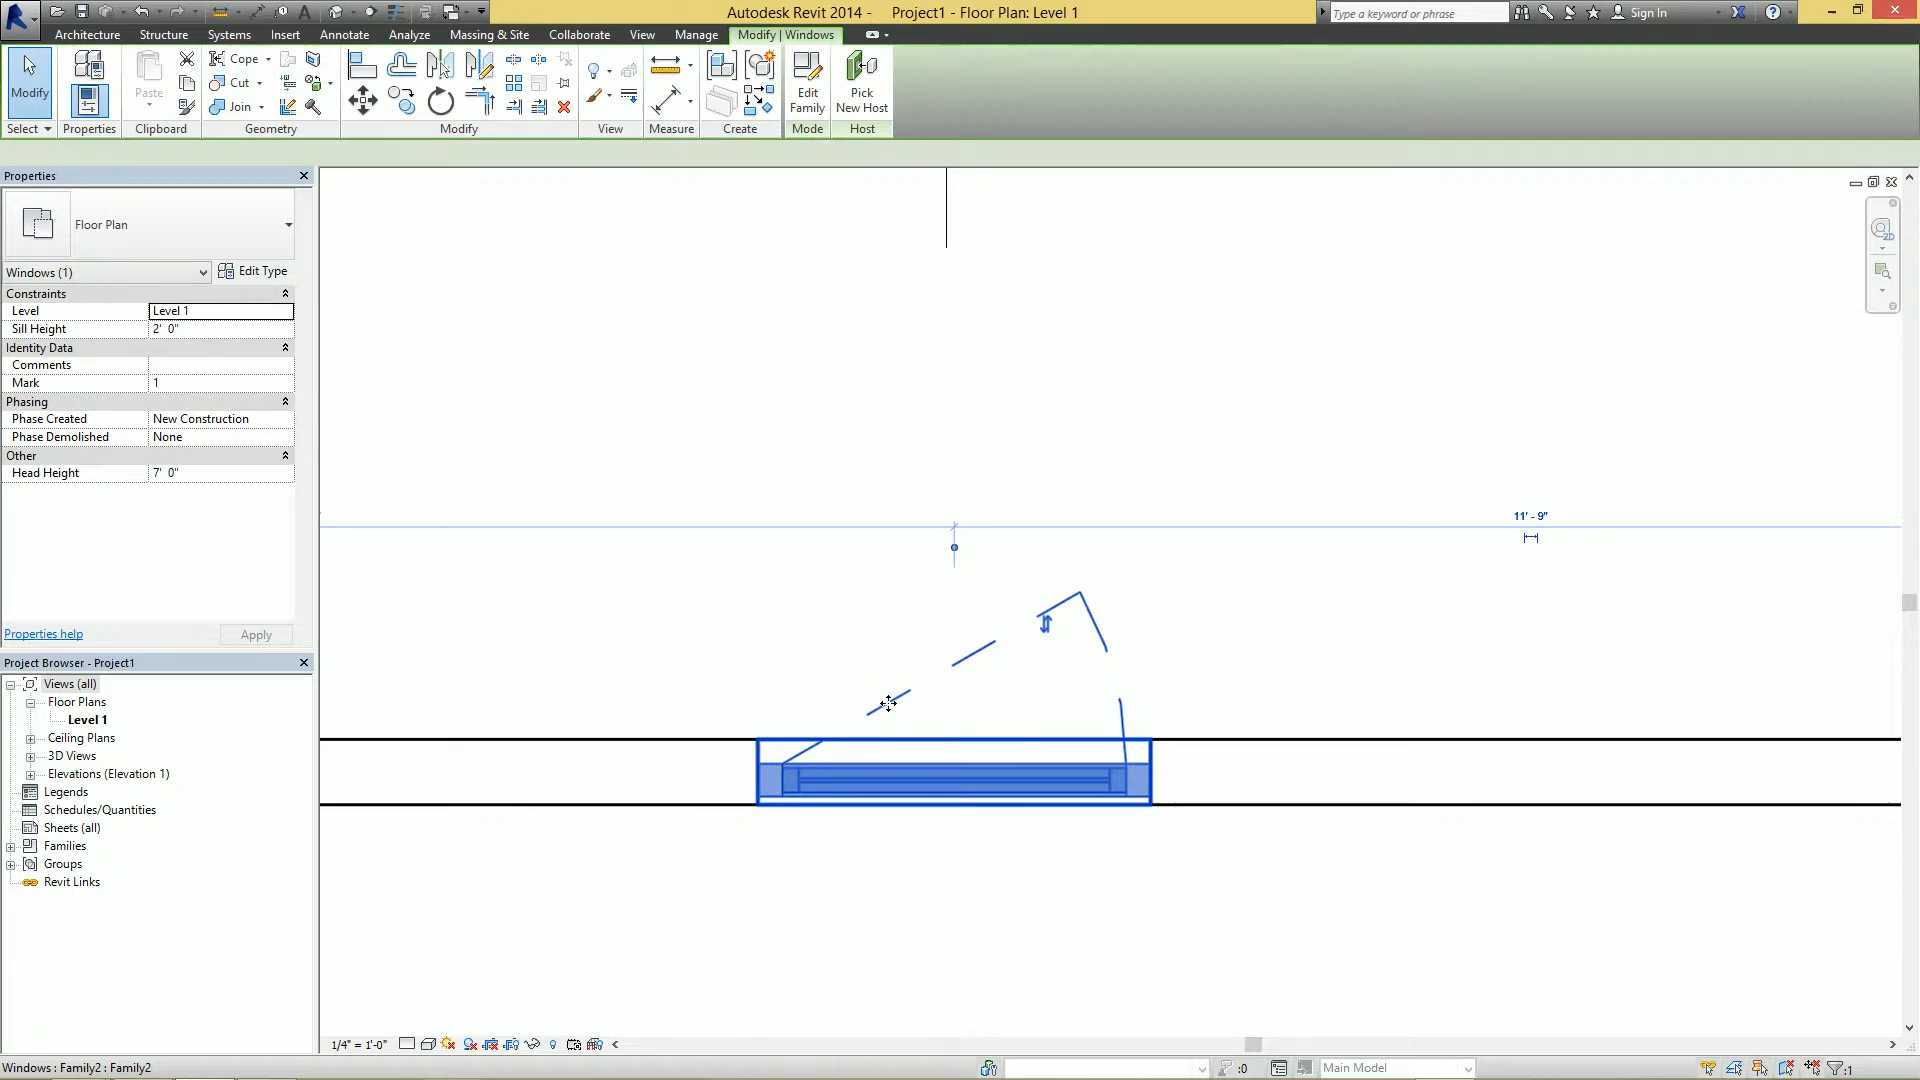 Autodesk Revit 2014 -    Project1 - Floor Plan: Level 1
Type a keyword or phrase
Sign In
Architecture Structure Systems Insert Annotate Analyze Massing & Site Collaborate View Manage Modify | Windows
Modify
Select
Properties
Paste
Clipboard
Cope
Cut
Join
Geometry
Modify
View
Measure
Create
Edit
Family
Mode
Pick
New Host
Host
Properties
Floor Plan
Windows (1)
Edit Type
Constraints
Level Level 1
Sill Height 2' 0"
Identity Data
Comments
Mark 1
Phasing
Phase Created New Construction
Phase Demolished None
Other
Head Height 7' 0"
Properties help
Apply
Project Browser - Project1
Views (all)
Floor Plans
Level 1
Ceiling Plans
3D Views
Elevations (Elevation 1)
Legends
Schedules/Quantities
Sheets (all)
Families
Groups
Revit Links
2D
11' - 9"
1/4" = 1'-0"
Windows : Family2 : Family2
:0
Main Model
:1